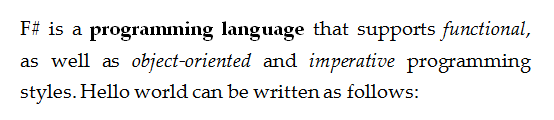 F# is a programming language that supports functional,
as well as object-oriented and imperative programming
styles. Hello world can be written as follows: